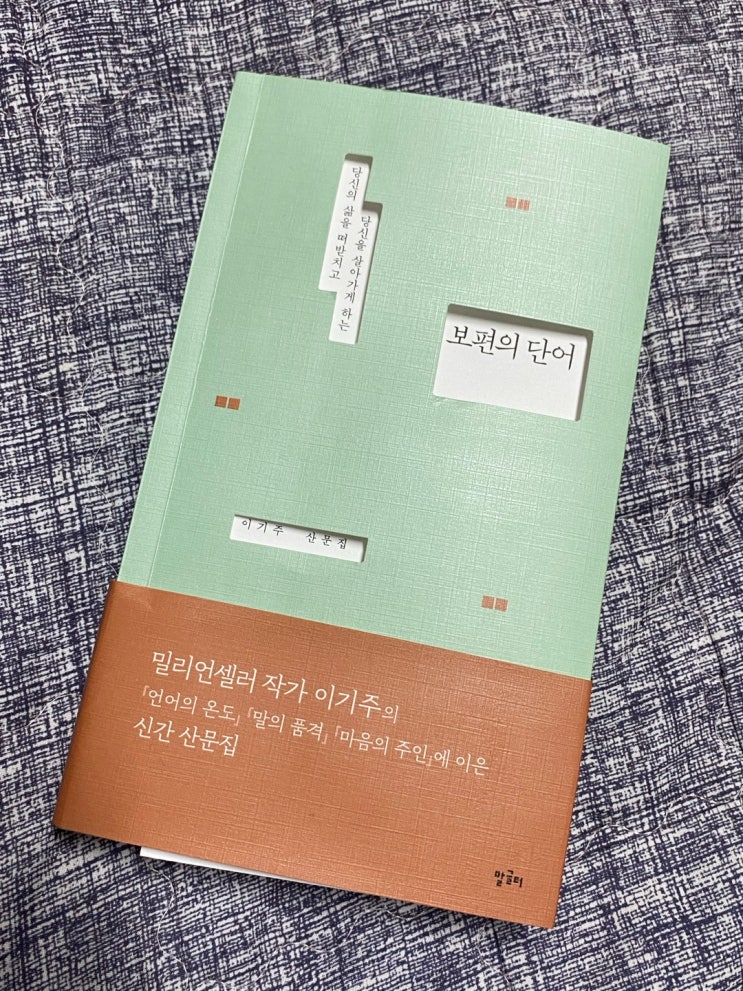 당신의 삶을 떠받치고
당신을 살아가게 하는
보편의 단어
이기주 산문집
밀리언셀러 작가 이기주의
「언어의 온도」「말의 품격」「마음의 주인」에 이은
신간 산문집
말글터